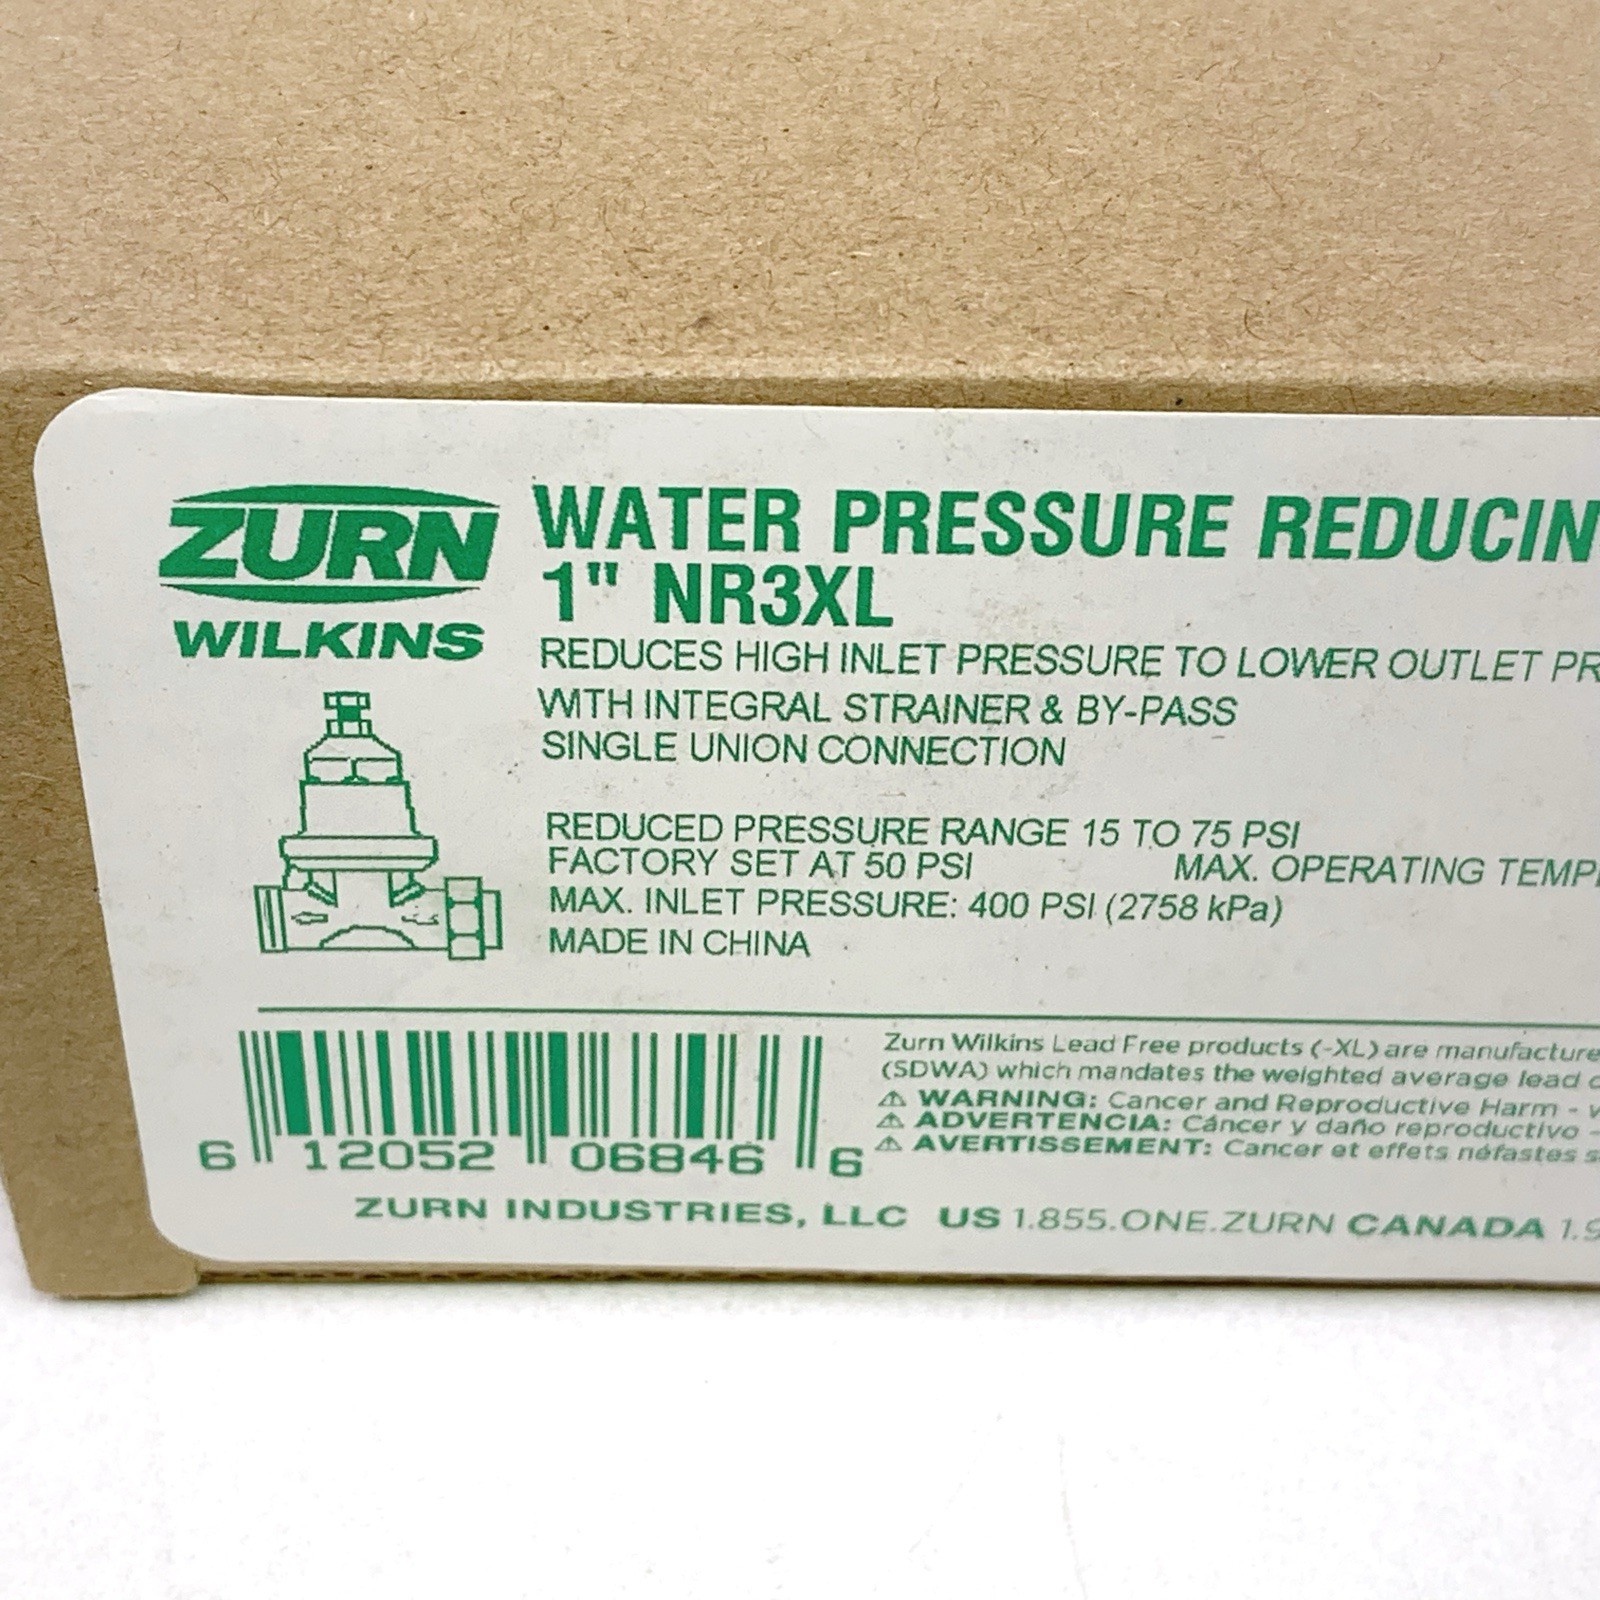 ZURN
WILKINS
WATER PRESSURE REDUCIN
1" NR3XL
REDUCES HIGH INLET PRESSURE TO LOWER OUTLET PR
WITH INTEGRAL STRAINER & BY-PASS
SINGLE UNION CONNECTION
REDUCED PRESSURE RANGE 15 TO 75 PSI
FACTORY SET AT 50 PSI MAX. OPERATING TEMP
MAX. INLET PRESSURE: 400 PSI (2758 kPa)
MADE IN CHINA
Zurn Wilkins Lead Free products (-XL) are manufacture
(SDWA) which mandates the weighted average lead
⚠ WARNING: Cancer and Reproductive Harm -
⚠ ADVERTENCIA: Cáncer y daño reproductivo -
⚠ AVERTISSEMENT: Cancer et effets néfastes s
6 12052 06846 6
ZURN INDUSTRIES, LLC US 1.855.ONE.ZURN CANADA 1.9